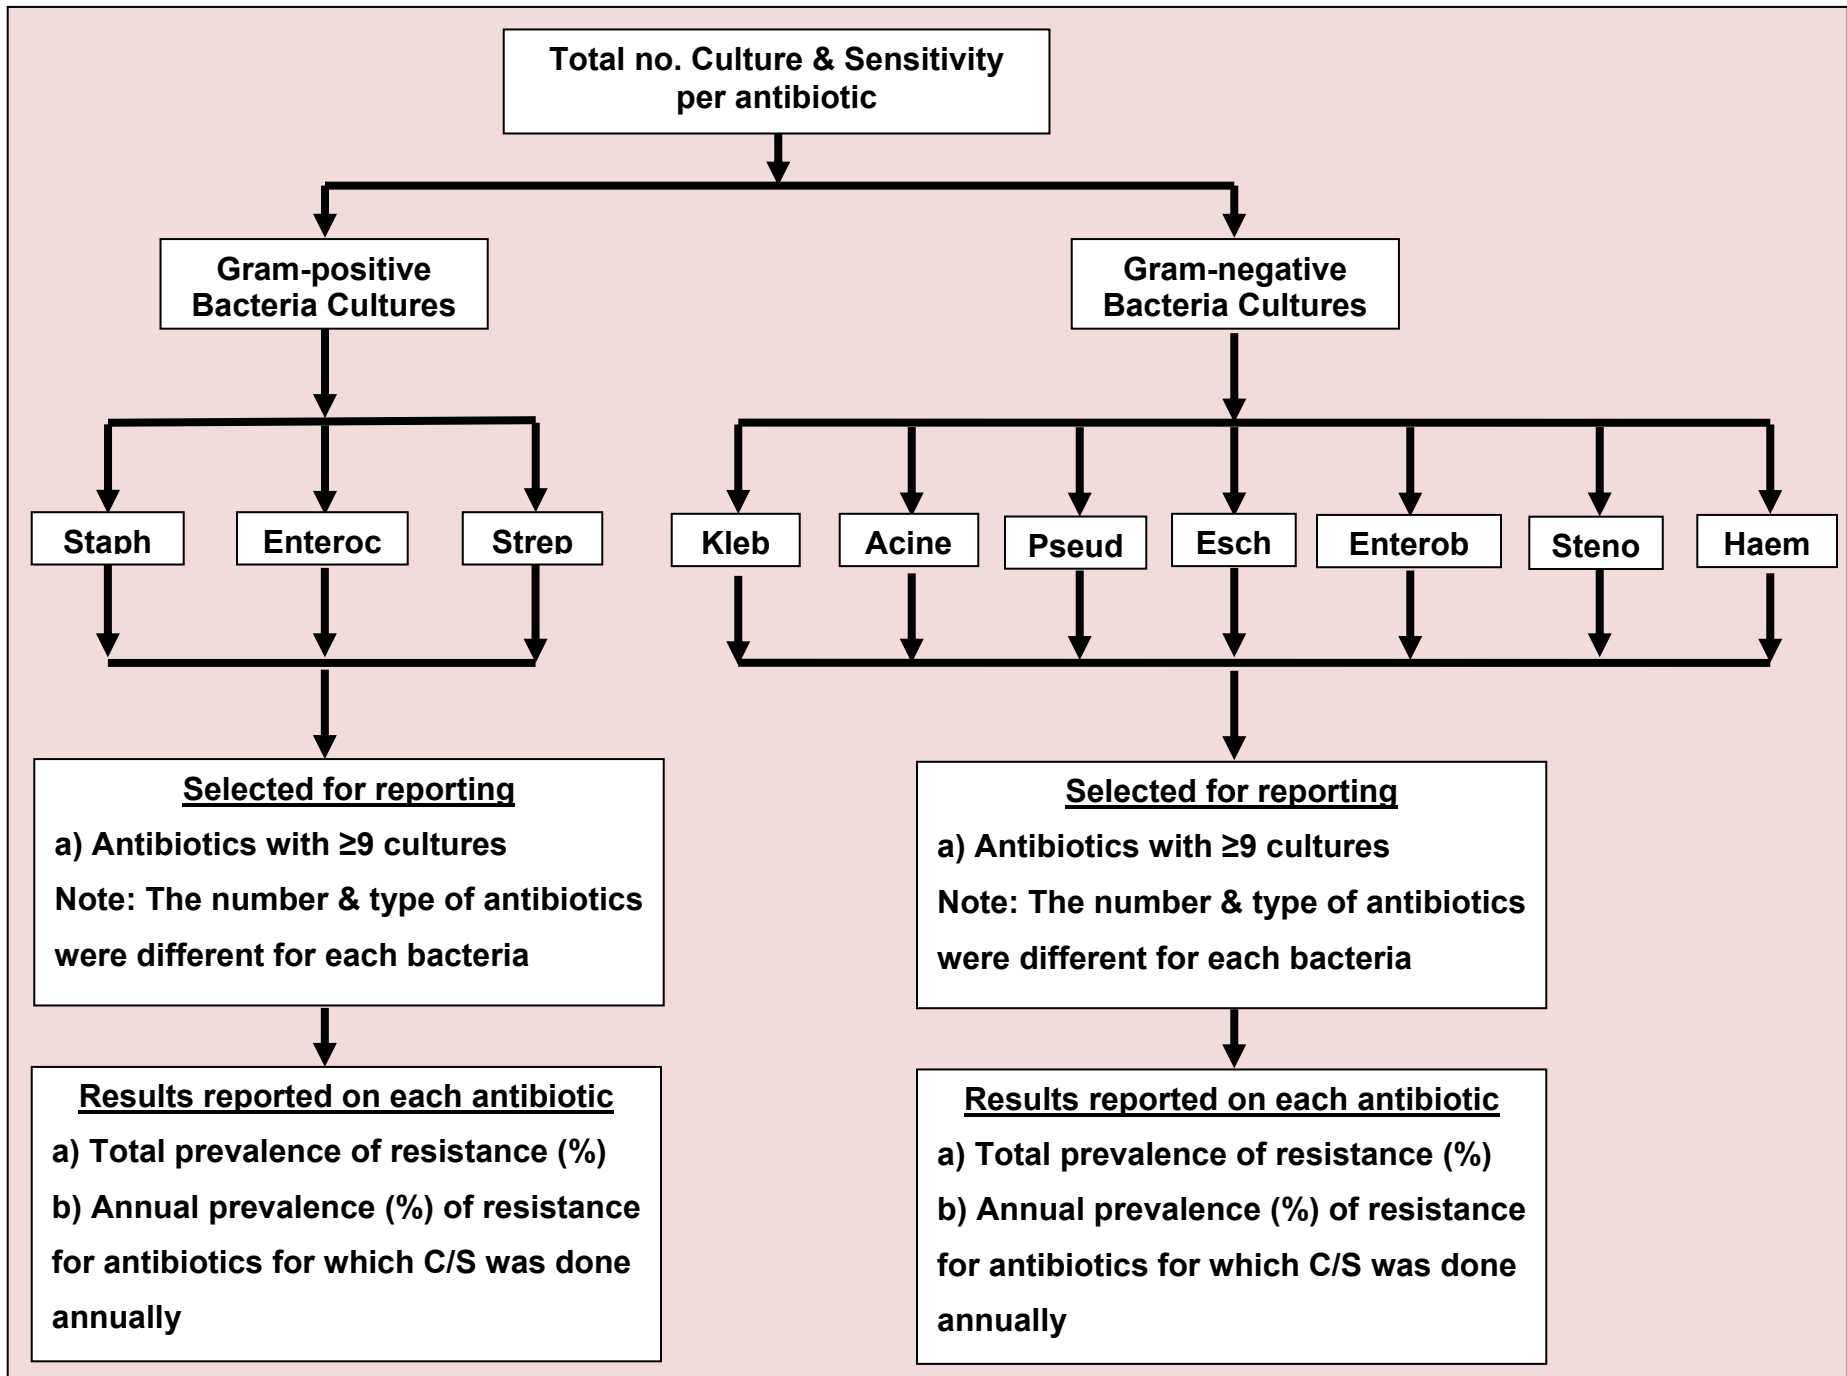 Total no. Culture & Sensitivity
per antibiotic
Gram-positive
Bacteria Cultures
Gram-negative
Bacteria Cultures
Staph
Enteroc
Strep
Kleb
Acine
Pseud
Esch
Enterob
Steno
Haem
Selected for reporting
a) Antibiotics with ≥9 cultures
Note: The number & type of antibiotics
were different for each bacteria
Selected for reporting
a) Antibiotics with ≥9 cultures
Note: The number & type of antibiotics
were different for each bacteria
Results reported on each antibiotic
a) Total prevalence of resistance (%)
b) Annual prevalence (%) of resistance
for antibiotics for which C/S was done
annually
Results reported on each antibiotic
a) Total prevalence of resistance (%)
b) Annual prevalence (%) of resistance
for antibiotics for which C/S was done
annually